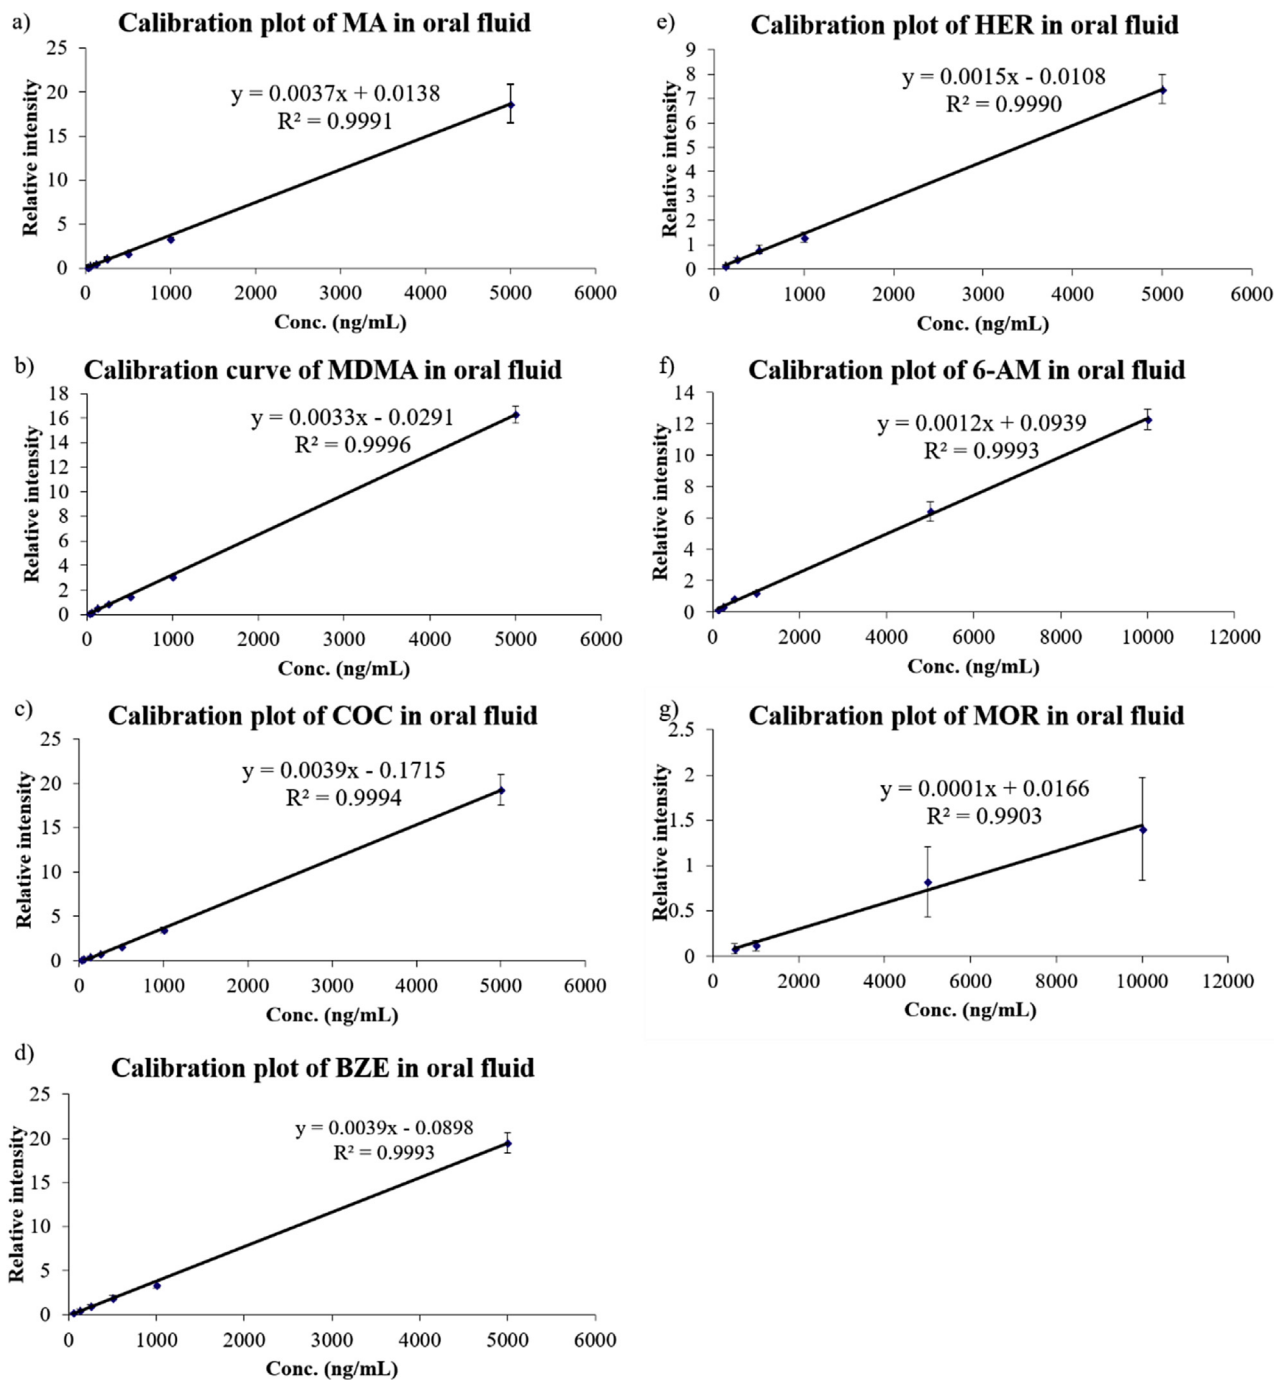 a)
Calibration plot of MA in oral fluid
25
20
15
10
5
0
Relative intensity
y = 0.0037x + 0.0138
R² = 0.9991
0 1000 2000 3000 4000 5000 6000
Conc. (ng/mL)
b)
Calibration curve of MDMA in oral fluid
18
16
14
12
10
8
6
4
2
0
Relative intensity
y = 0.0033x - 0.0291
R² = 0.9996
0 1000 2000 3000 4000 5000 6000
Conc. (ng/mL)
c)
Calibration plot of COC in oral fluid
25
20
15
10
5
0
Relative intensity
y = 0.0039x - 0.1715
R² = 0.9994
0 1000 2000 3000 4000 5000 6000
Conc. (ng/mL)
d)
Calibration plot of BZE in oral fluid
25
20
15
10
5
0
Relative intensity
y = 0.0039x - 0.0898
R² = 0.9993
0 1000 2000 3000 4000 5000 6000
Conc. (ng/mL)
e)
Calibration plot of HER in oral fluid
9
8
7
6
5
4
3
2
1
0
Relative intensity
y = 0.0015x - 0.0108
R² = 0.9990
0 1000 2000 3000 4000 5000 6000
Conc. (ng/mL)
f)
Calibration plot of 6-AM in oral fluid
14
12
10
8
6
4
2
0
Relative intensity
y = 0.0012x + 0.0939
R² = 0.9993
0 2000 4000 6000 8000 10000 12000
Conc. (ng/mL)
g)
Calibration plot of MOR in oral fluid
2.5
2
1.5
1
0.5
0
Relative intensity
y = 0.0001x + 0.0166
R² = 0.9903
0 2000 4000 6000 8000 10000 12000
Conc. (ng/mL)